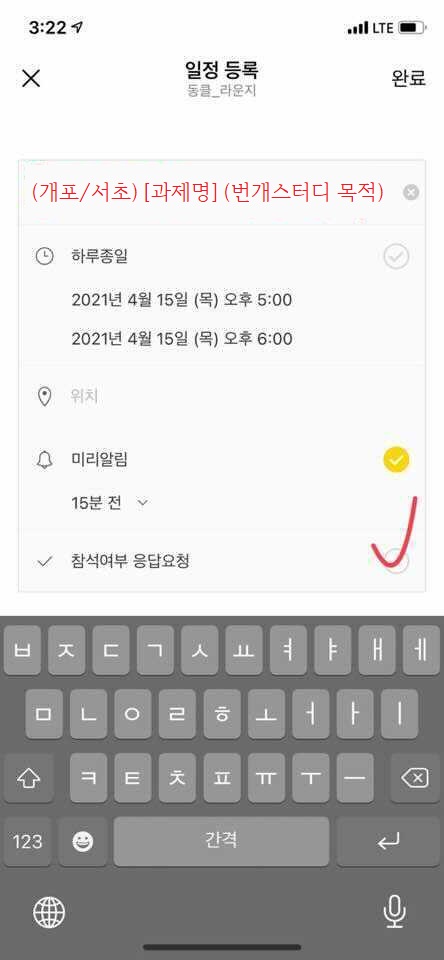 3:22
LTE
일정 등록
완료
동클_라운지
(개포/서초) [과제명] (번개스터디 목적)
하루종일
2021년 4월 15일 (목) 오후 5:00
2021년 4월 15일 (목) 오후 6:00
위치
미리알림
15분 전
참석여부 응답요청
ㅂ ㅈ ㄷ ㄱ ㅅ ㅛ ㅕ ㅑ ㅐ ㅔ
ㅁ ㄴ ㅇ ㄹ ㅎ ㅗ ㅓ ㅏ ㅣ
ㅋ ㅌ ㅊ ㅍ ㅠ ㅜ ㅡ
123 간격